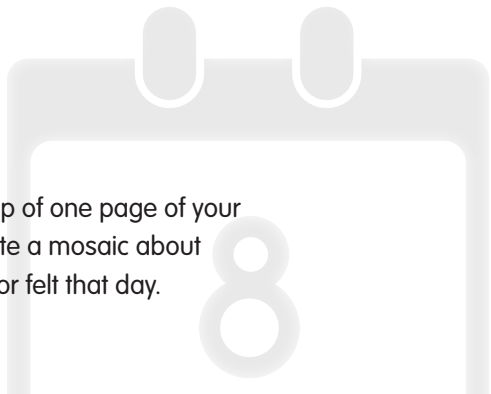 p of one page of your
te a mosaic about
or felt that day.
8